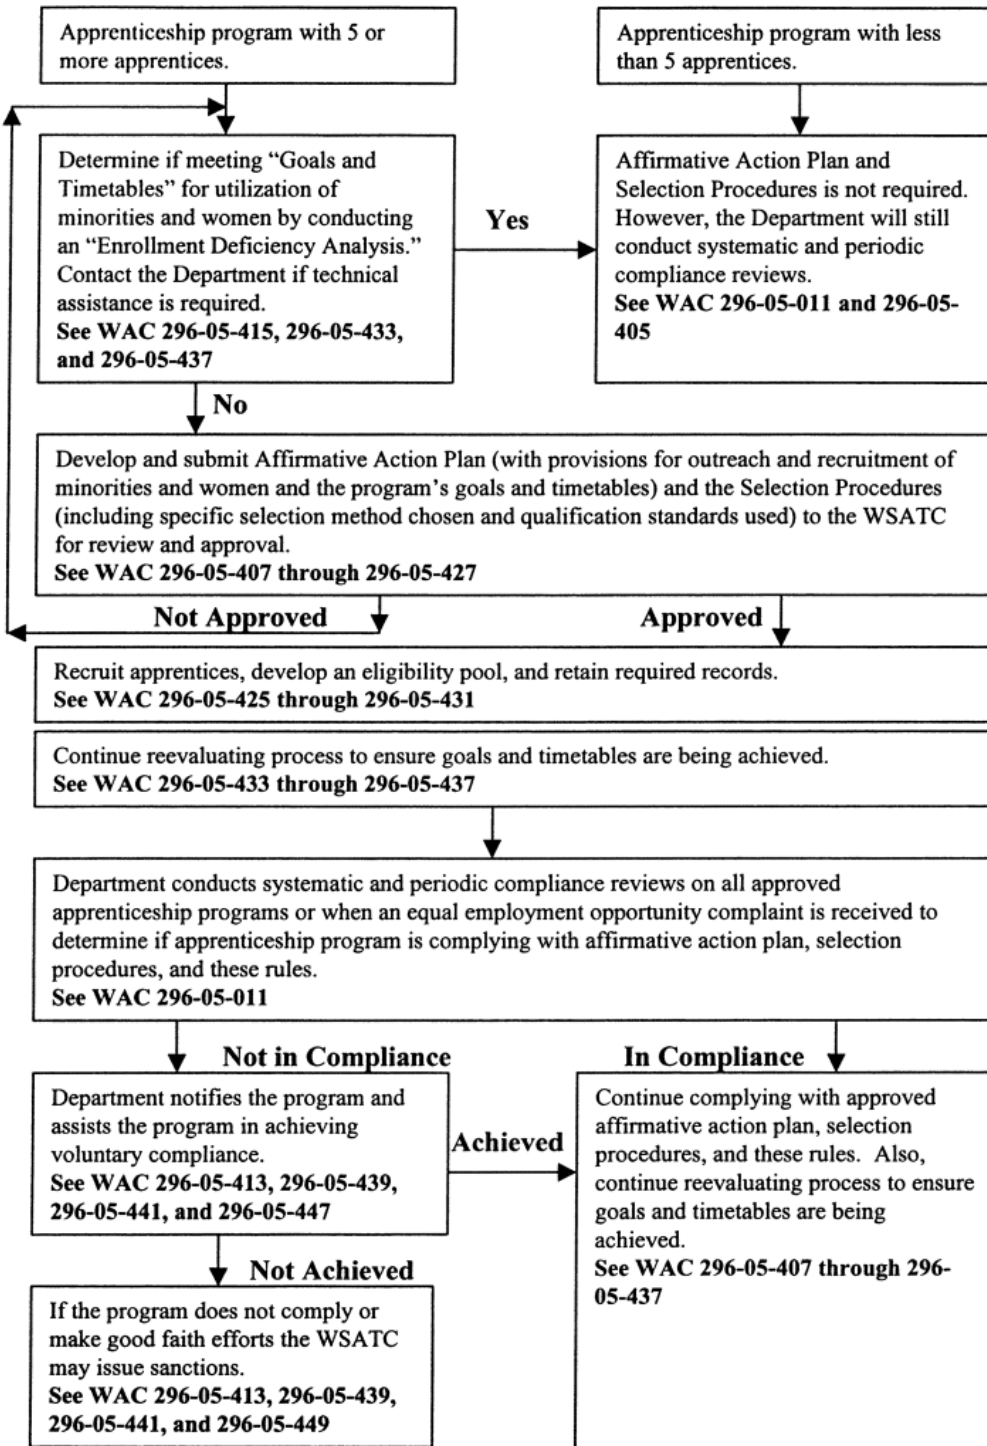 Apprenticeship program with 5 or
more apprentices.
Apprenticeship program with less
than 5 apprentices.
Determine if meeting “Goals and
Timetables” for utilization of
minorities and women by conducting
an “Enrollment Deficiency Analysis.”
Contact the Department if technical
assistance is required.
See WAC 296-05-415, 296-05-433,
and 296-05-437
Yes
Affirmative Action Plan and
Selection Procedures is not required.
However, the Department will still
conduct systematic and periodic
compliance reviews.
See WAC 296-05-011 and 296-05-
405
No
Develop and submit Affirmative Action Plan (with provisions for outreach and recruitment of
minorities and women and the program’s goals and timetables) and the Selection Procedures
(including specific selection method chosen and qualification standards used) to the WSATC
for review and approval.
See WAC 296-05-407 through 296-05-427
Not Approved
Approved
Recruit apprentices, develop an eligibility pool, and retain required records.
See WAC 296-05-425 through 296-05-431
Continue reevaluating process to ensure goals and timetables are being achieved.
See WAC 296-05-433 through 296-05-437
Department conducts systematic and periodic compliance reviews on all approved
apprenticeship programs or when an equal employment opportunity complaint is received to
determine if apprenticeship program is complying with affirmative action plan, selection
procedures, and these rules.
See WAC 296-05-011
Not in Compliance
In Compliance
Department notifies the program and
assists the program in achieving
voluntary compliance.
See WAC 296-05-413, 296-05-439,
296-05-441, and 296-05-447
Achieved
Continue complying with approved
affirmative action plan, selection
procedures, and these rules.  Also,
continue reevaluating process to ensure
goals and timetables are being
achieved.
See WAC 296-05-407 through 296-
05-437
Not Achieved
If the program does not comply or
make good faith efforts the WSATC
may issue sanctions.
See WAC 296-05-413, 296-05-439,
296-05-441, and 296-05-449